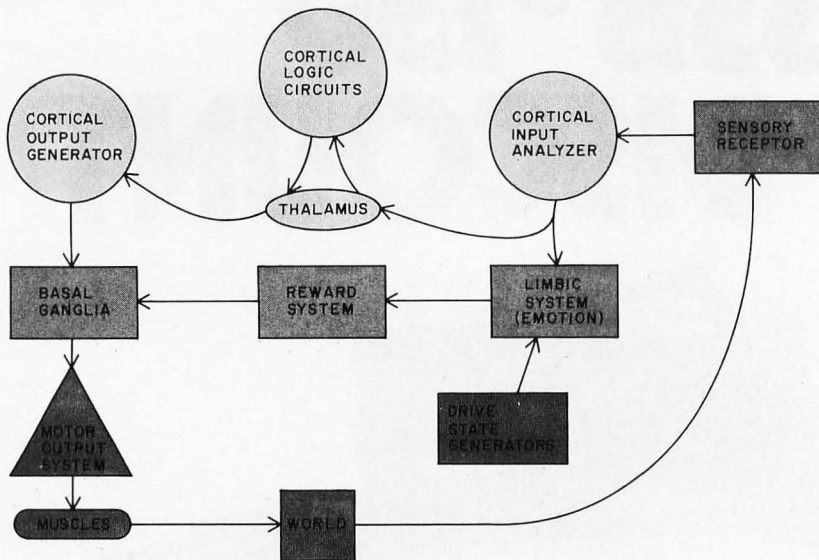 CORTICAL
LOGIC
CIRCUITS
CORTICAL
OUTPUT
GENERATOR
CORTICAL
INPUT
ANALYZER
SENSORY
RECEPTOR
THALAMUS
BASAL
GANGLIA
REWARD
SYSTEM
LIMBIC
SYSTEM
(EMOTION)
DRIVE
STATE
GENERATORS
MOTOR
OUTPUT
SYSTEM
MUSCLES
WORLD